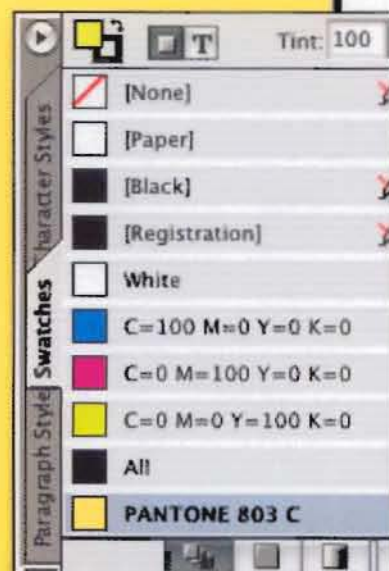 T Tint: 100
[None]
[Paper]
[Black]
[Registration]
White
C=100 M=0 Y=0 K=0
C=0 M=100 Y=0 K=0
C=0 M=0 Y=100 K=0
All
PANTONE 803 C
haracter Styles
Swatches
Paragraph Style